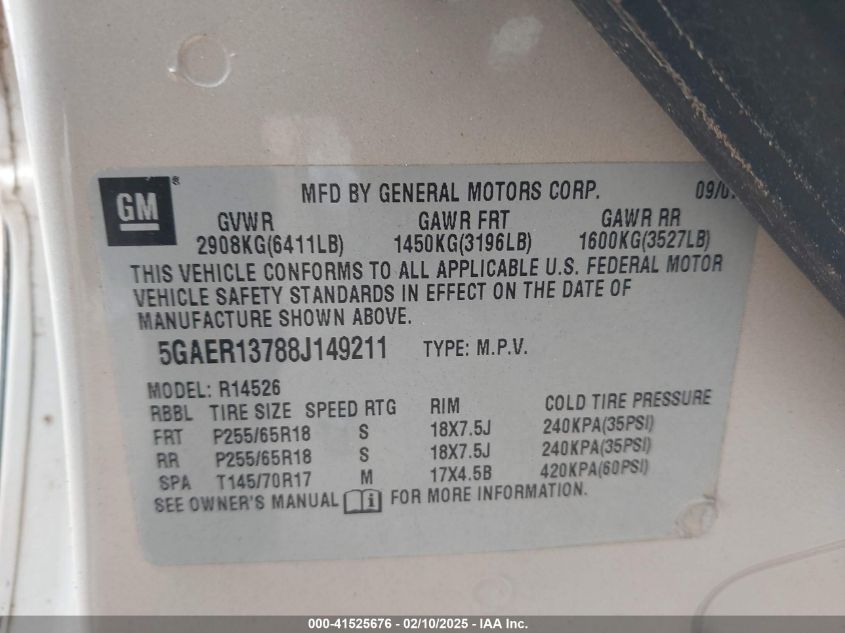 GM®
MFD BY GENERAL MOTORS CORP.
GVWR GAWR FRT GAWR RR
2908KG(6411LB) 1450KG(3196LB) 1600KG(3527LB)
THIS VEHICLE CONFORMS TO ALL APPLICABLE U.S. FEDERAL MOTOR
VEHICLE SAFETY STANDARDS IN EFFECT ON THE DATE OF
MANUFACTURE SHOWN ABOVE.
5GAER13788J149211 TYPE: M.P.V.
MODEL: R14526
RBBL TIRE SIZE SPEED RTG RIM COLD TIRE PRESSURE
FRT P255/65R18 S 18X7.5J 240KPA(35PSI)
RR P255/65R18 S 18X7.5J 240KPA(35PSI)
SPA T145/70R17 M 17X4.5B 420KPA(60PSI)
SEE OWNER'S MANUAL i FOR MORE INFORMATION.
000-41525676 - 02/10/2025 - IAA Inc.